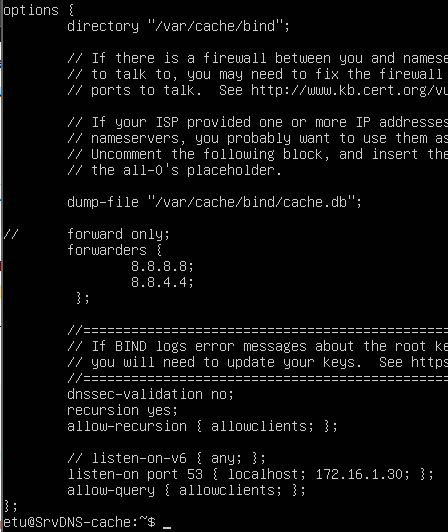 options {
        directory "/var/cache/bind";

        // If there is a firewall between you and namese
        // to talk to, you may need to fix the firewall
        // ports to talk.  See http://www.kb.cert.org/vu

        // If your ISP provided one or more IP addresses
        // nameservers, you probably want to use them as
        // Uncomment the following block, and insert the
        // the all-0's placeholder.

        dump-file "/var/cache/bind/cache.db";

//      forward only;
        forwarders {
                8.8.8.8;
                8.8.4.4;
         };

        //=============================================
        // If BIND logs error messages about the root ke
        // you will need to update your keys.  See https
        //=============================================
        dnssec-validation no;
        recursion yes;
        allow-recursion { allowclients; };

        // listen-on-v6 { any; };
        listen-on port 53 { localhost; 172.16.1.30; };
        allow-query { allowclients; };
};
etu@SrvDNS-cache:~$ _